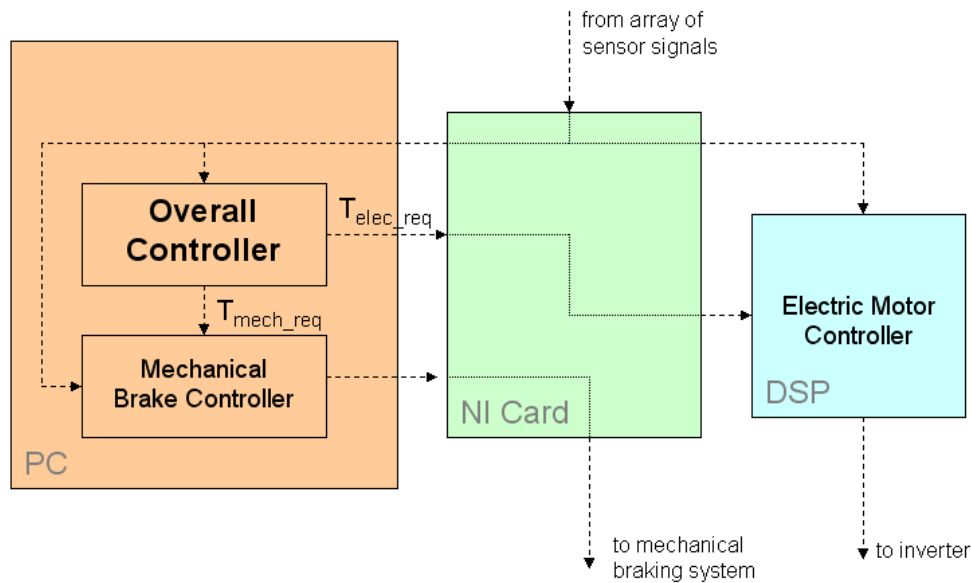 from array of
sensor signals
Overall
Controller
T_elec_req
T_mech_req
Mechanical
Brake Controller
PC
NI Card
Electric Motor
Controller
DSP
to mechanical
braking system
to inverter